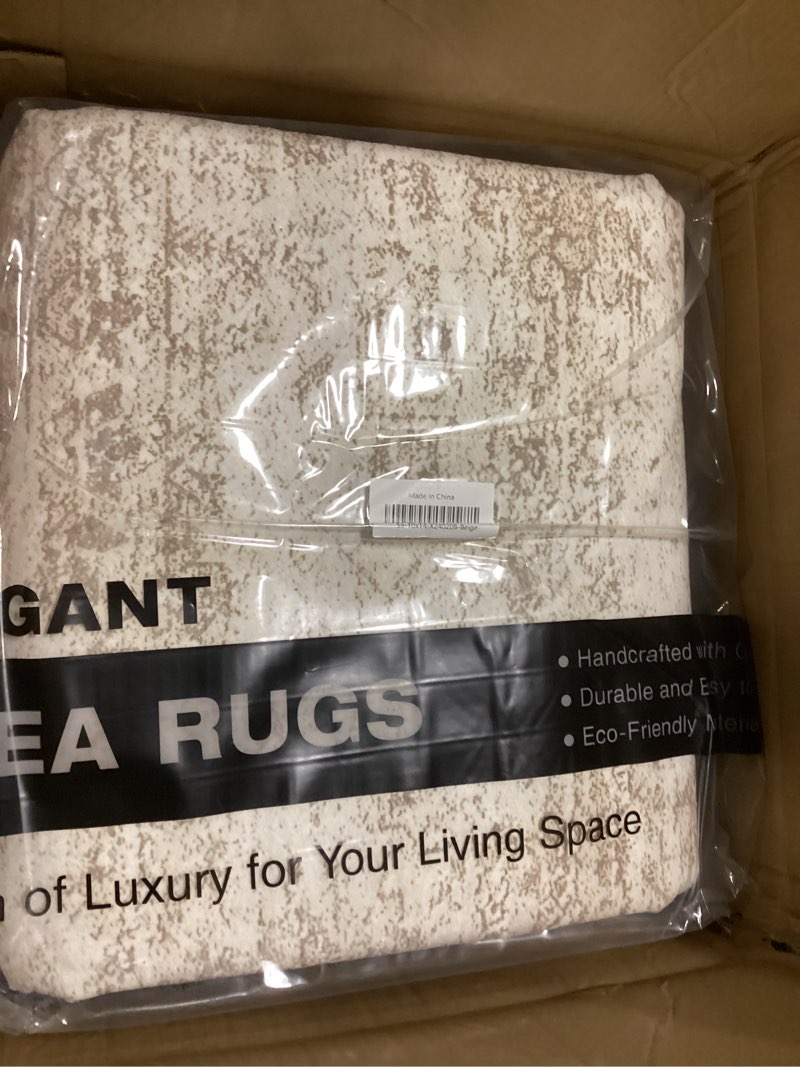 Made In China
GANT
EA RUGS
• Handcrafted with
• Durable and Esy to
• Eco-Friendly
of Luxury for Your Living Space